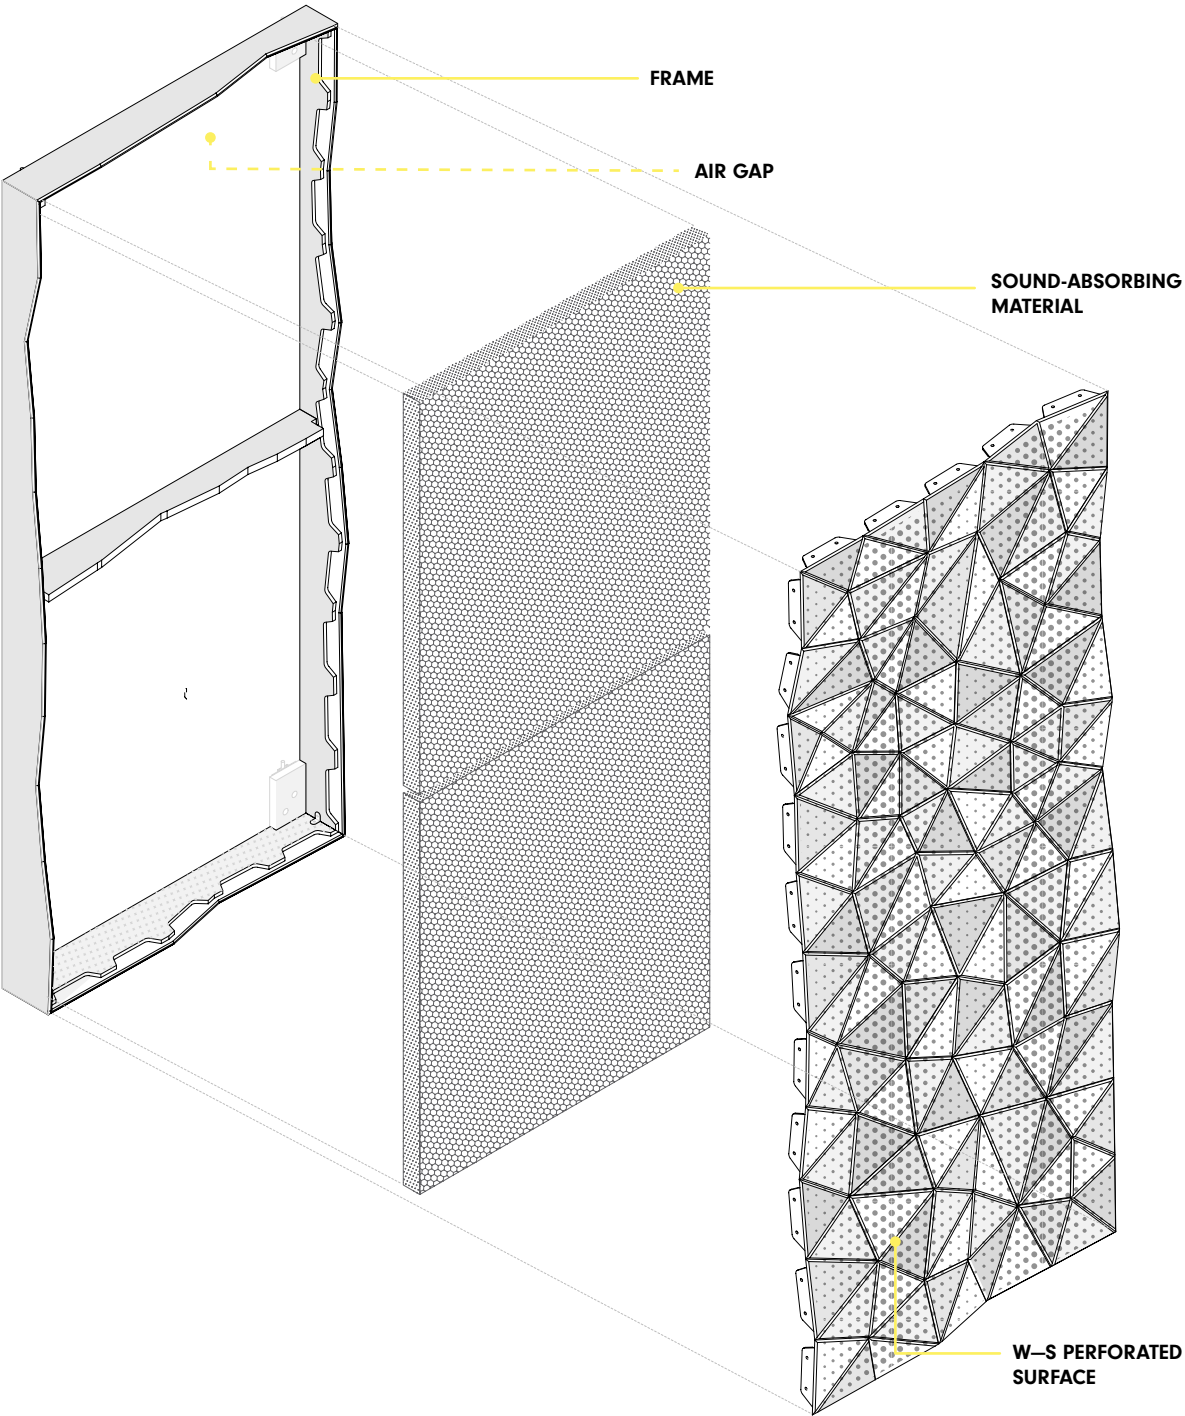 FRAME
AIR GAP
SOUND-ABSORBING
MATERIAL
W—S PERFORATED
SURFACE